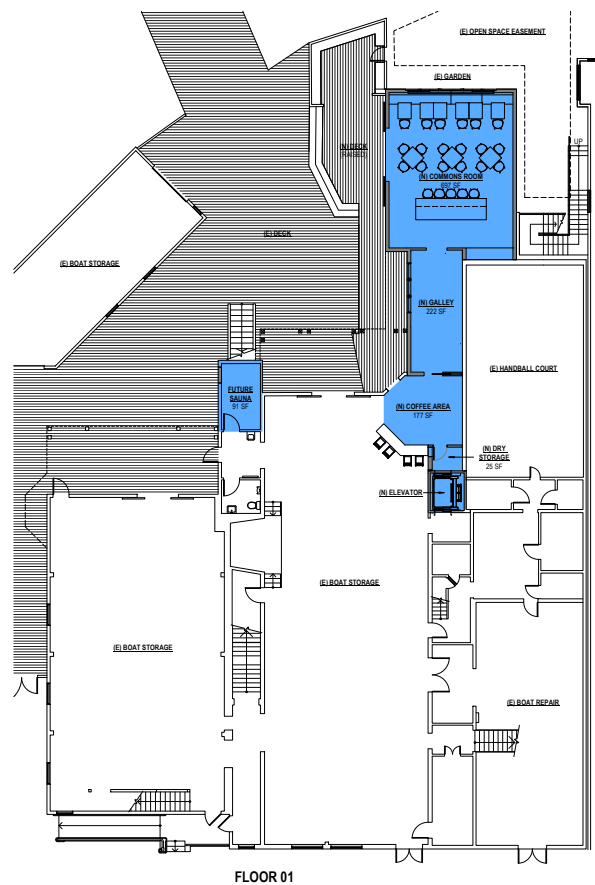 (E) OPEN SPACE EASEMENT
(E) GARDEN
(N) DECK
(RAISED)
UP
(N) COMMONS ROOM
697 SF
(E) DECK
(E) BOAT STORAGE
(N) GALLEY
222 SF
(E) HANDBALL COURT
FUTURE
SAUNA
91 SF
(N) COFFEE AREA
177 SF
(N) DRY
STORAGE
25 SF
(N) ELEVATOR
(E) BOAT STORAGE
(E) BOAT STORAGE
(E) BOAT REPAIR
FLOOR 01